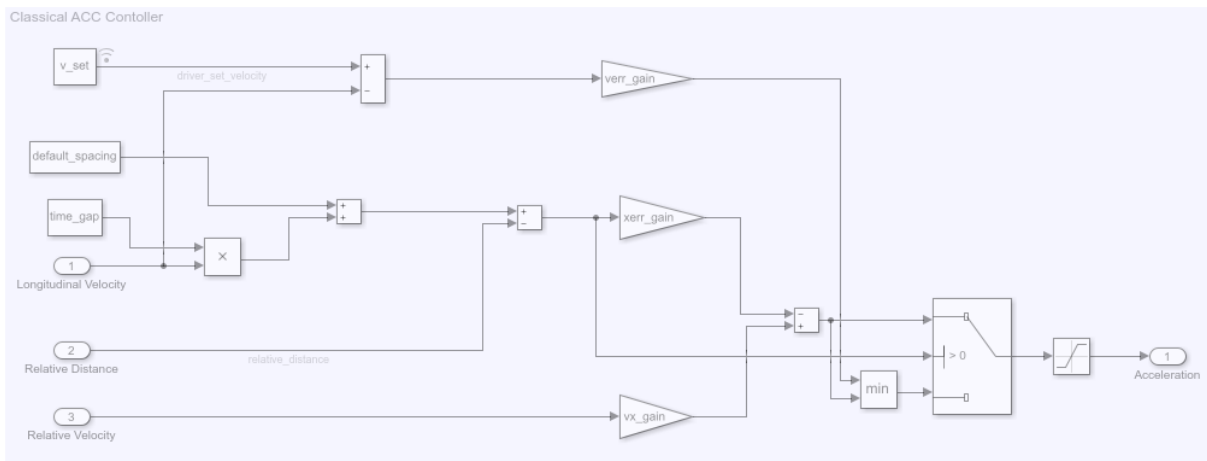 Classical ACC Contoller
v_set
driver_set_velocity
+
−
verr_gain
default_spacing
time_gap
×
+
+
+
−
xerr_gain
1
Longitudinal Velocity
−
+
> 0
2
Relative Distance
relative_distance
min
1
Acceleration
3
Relative Velocity
vx_gain